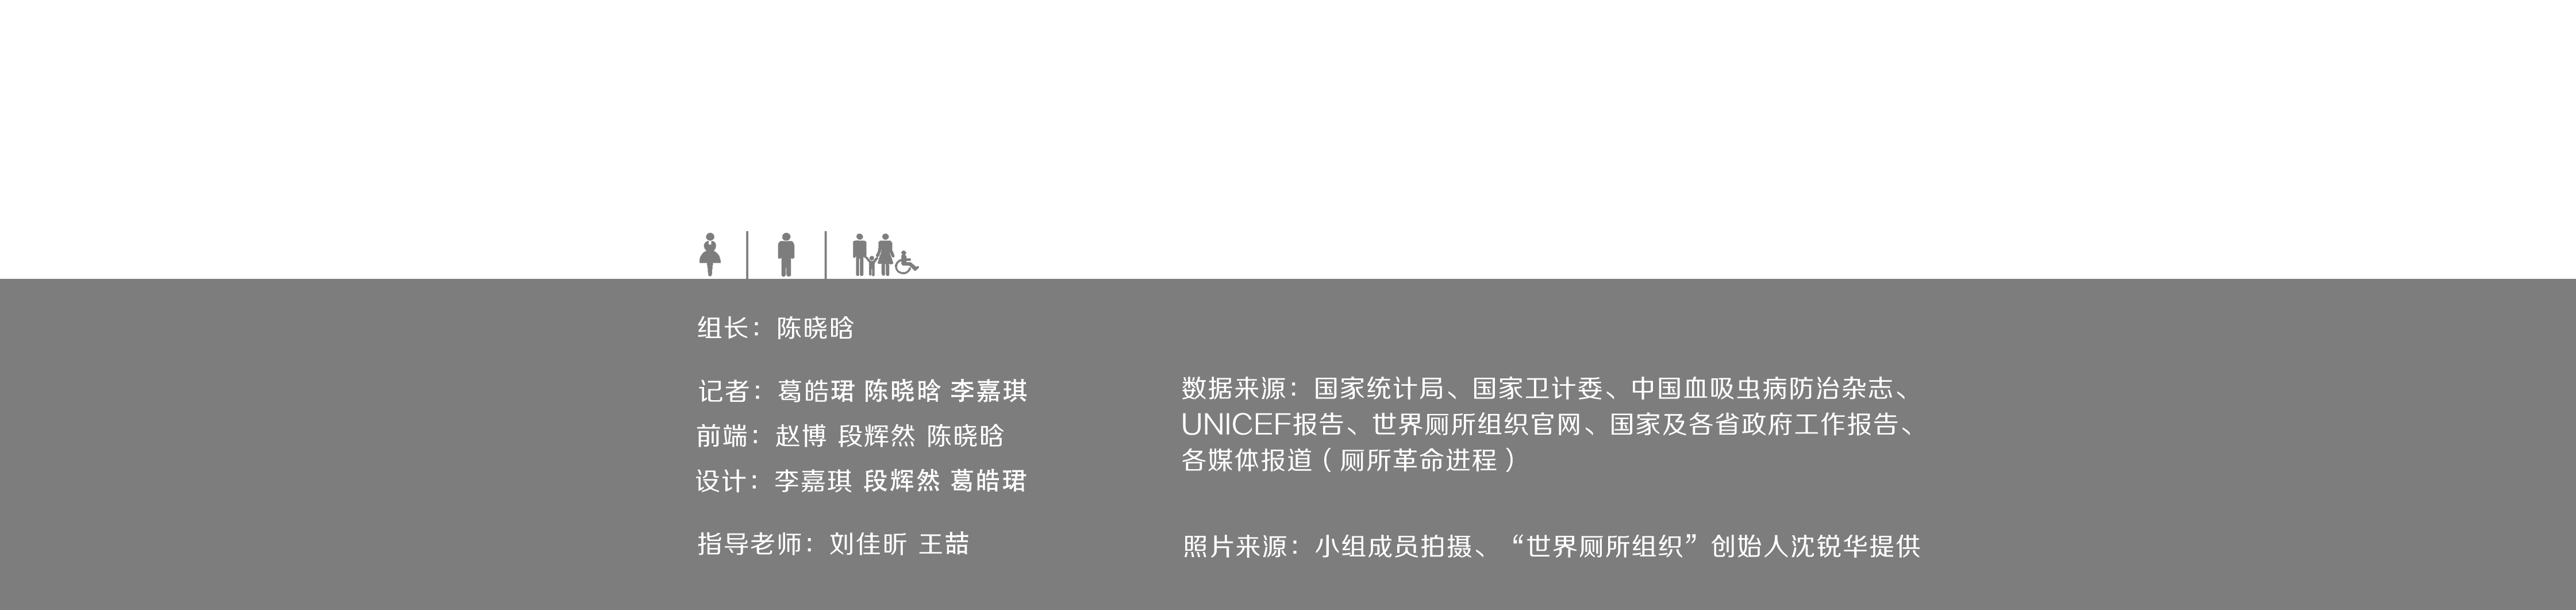 组长：陈晓晗
记者：葛皓珺 陈晓晗 李嘉琪
前端：赵博 段辉然 陈晓晗
设计：李嘉琪 段辉然 葛皓珺
指导老师：刘佳昕 王喆
数据来源：国家统计局、国家卫计委、中国血吸虫病防治杂志、
UNICEF报告、世界厕所组织官网、国家及各省政府工作报告、
各媒体报道（厕所革命进程）
照片来源：小组成员拍摄、“世界厕所组织”创始人沈锐华提供